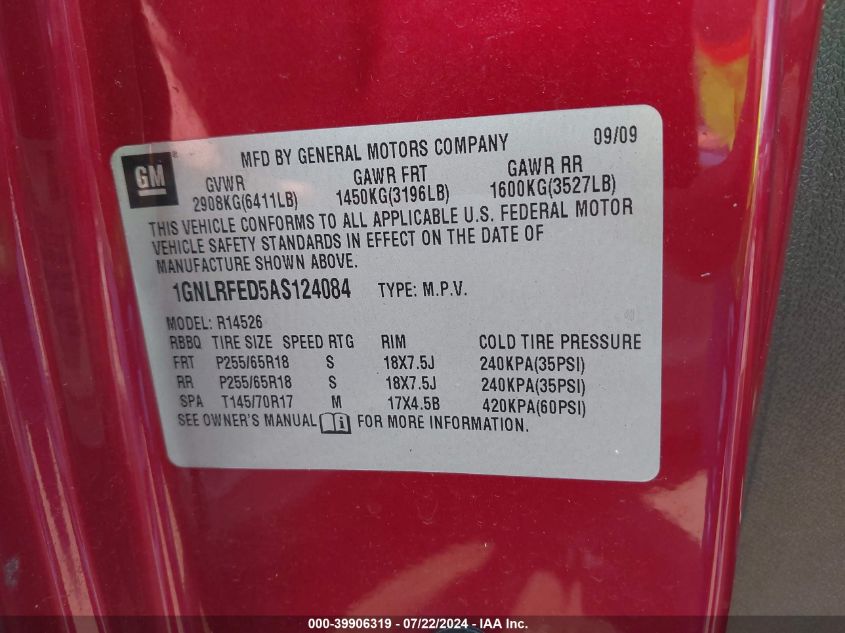 GM
MFD BY GENERAL MOTORS COMPANY 09/09
GVWR GAWR FRT GAWR RR
2908KG(6411LB) 1450KG(3196LB) 1600KG(3527LB)
THIS VEHICLE CONFORMS TO ALL APPLICABLE U.S. FEDERAL MOTOR
VEHICLE SAFETY STANDARDS IN EFFECT ON THE DATE OF
MANUFACTURE SHOWN ABOVE.
1GNLRFED5AS124084 TYPE: M.P.V.
MODEL: R14526
RBBQ TIRE SIZE SPEED RTG RIM COLD TIRE PRESSURE
FRT P255/65R18 S 18X7.5J 240KPA(35PSI)
RR P255/65R18 S 18X7.5J 240KPA(35PSI)
SPA T145/70R17 M 17X4.5B 420KPA(60PSI)
SEE OWNER'S MANUAL FOR MORE INFORMATION.
000-39906319 - 07/22/2024 - IAA Inc.